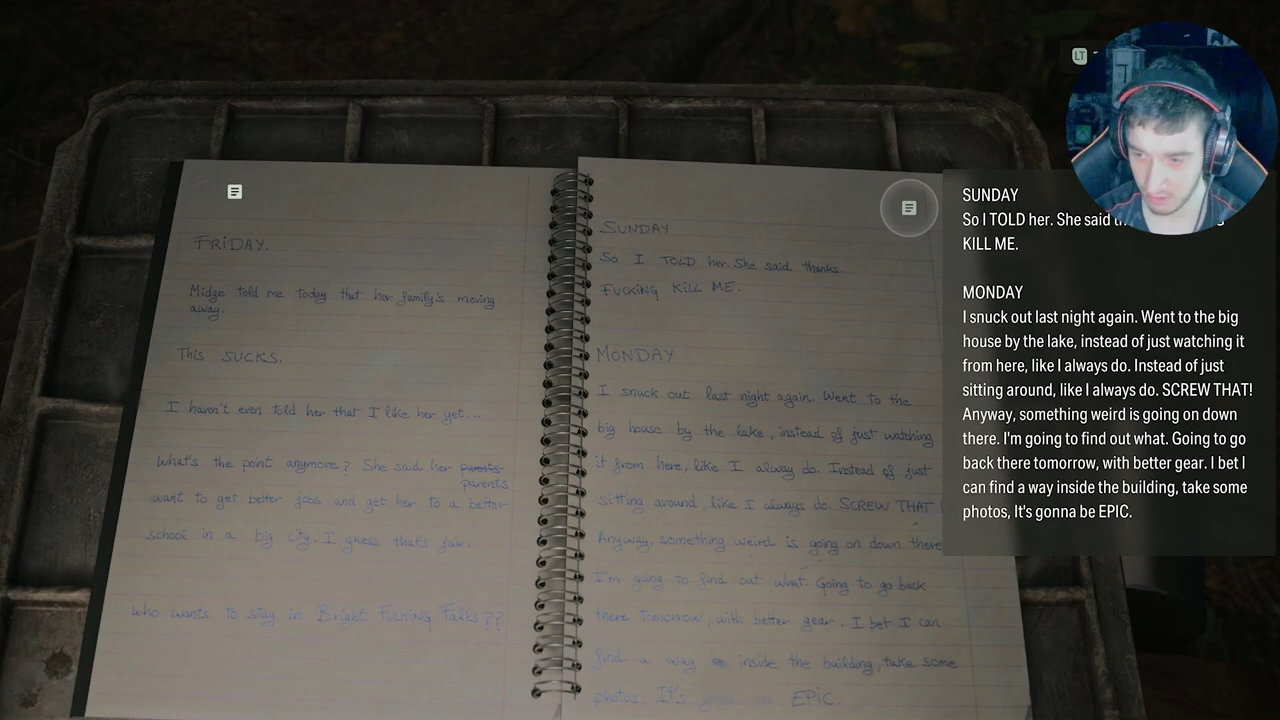 FRIDAY.
Midge told me today that her family's moving
away.
This SUCKS.
I haven't even told her that I like her yet...
What's the point anymore? She said her parents
parents
want to get better jobs and get her to a better
school in a big city. I guess that's fair.
Who wants to stay in Bright FUCKING Falls??
SUNDAY
So I TOLD her. She said thanks.
FUCKING KILL ME.
MONDAY
I snuck out last night again. Went to the
big house by the lake, instead of just watching
it from here, like I alway do. Instead of just
sitting around, like I always do. SCREW THAT
Anyway, something weird is going on down there
I'm going to find out what. Going to go back
there tomorrow, with better gear. I bet I can
find a way inside the building, take some
photos. It's EPIC.
LT
SUNDAY
So I TOLD her. She said
KILL ME.
MONDAY
I snuck out last night again. Went to the big
house by the lake, instead of just watching it
from here, like I always do. Instead of just
sitting around, like I always do. SCREW THAT!
Anyway, something weird is going on down
there. I'm going to find out what. Going to go
back there tomorrow, with better gear. I bet I
can find a way inside the building, take some
photos, It's gonna be EPIC.